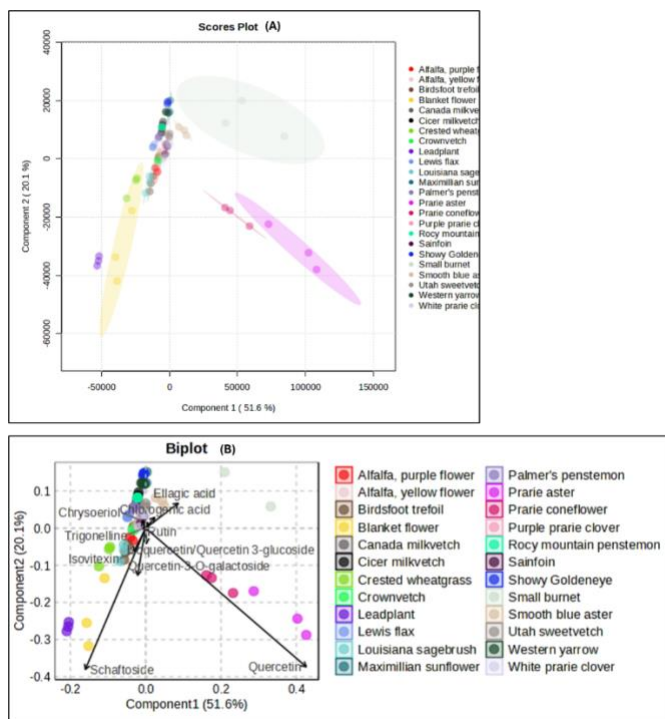 Scores Plot (A)
40000
20000
0
-20000
-40000
-60000
Component 2 ( 20.1 %)
-50000
0
50000
100000
150000
Component 1 ( 51.6 %)
Alfalfa, purple f
Alfalfa, yellow f
Birdsfoot trefoil
Blanket flower
Canada milkve
Cicer milkvetch
Crested wheatg
Crownvetch
Leadplant
Lewis flax
Louisiana sage
Maximillian sun
Palmer's penst
Prarie aster
Prarie coneflow
Purple prarie cl
Rocy mountain
Sainfoin
Showy Goldene
Small burnet
Smooth blue as
Utah sweetvetc
Western yarrow
White prarie clo
Biplot (B)
0.1
0.0
-0.1
-0.2
-0.3
-0.4
Component2 (20.1%)
Ellagic acid
Chlorogenic acid
Chrysoeriol
Rutin
Trigonelline
Isoquercetin/Quercetin 3-glucoside
Isovitexin
Quercetin-3-O-galactoside
Schaftoside
Quercetin
-0.2
0.0
0.2
0.4
Component1 (51.6%)
Alfalfa, purple flower
Alfalfa, yellow flower
Birdsfoot trefoil
Blanket flower
Canada milkvetch
Cicer milkvetch
Crested wheatgrass
Crownvetch
Leadplant
Lewis flax
Louisiana sagebrush
Maximillian sunflower
Palmer's penstemon
Prarie aster
Prarie coneflower
Purple prarie clover
Rocy mountain penstemon
Sainfoin
Showy Goldeneye
Small burnet
Smooth blue aster
Utah sweetvetch
Western yarrow
White prarie clover